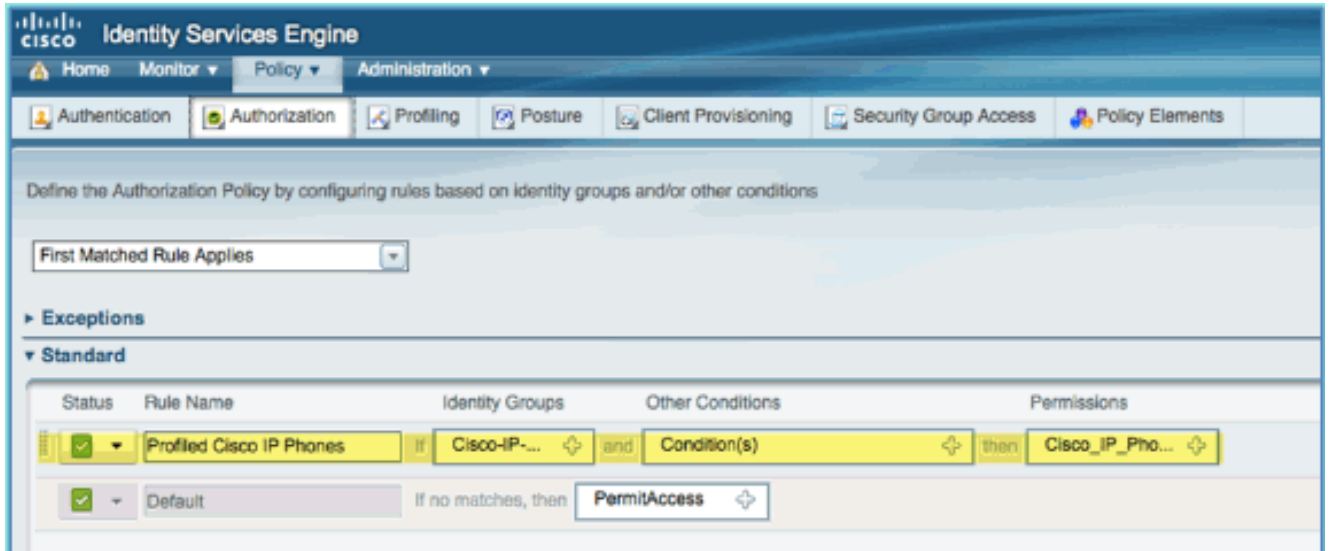 CISCO Identity Services Engine
Home Monitor Policy Administration
Authentication Authorization Profiling Posture Client Provisioning Security Group Access Policy Elements
Define the Authorization Policy by configuring rules based on identity groups and/or other conditions
First Matched Rule Applies
Exceptions
Standard
Status Rule Name Identity Groups Other Conditions Permissions
Profiled Cisco IP Phones If Cisco-IP-... and Condition(s) then Cisco_IP_Pho...
Default If no matches, then PermitAccess